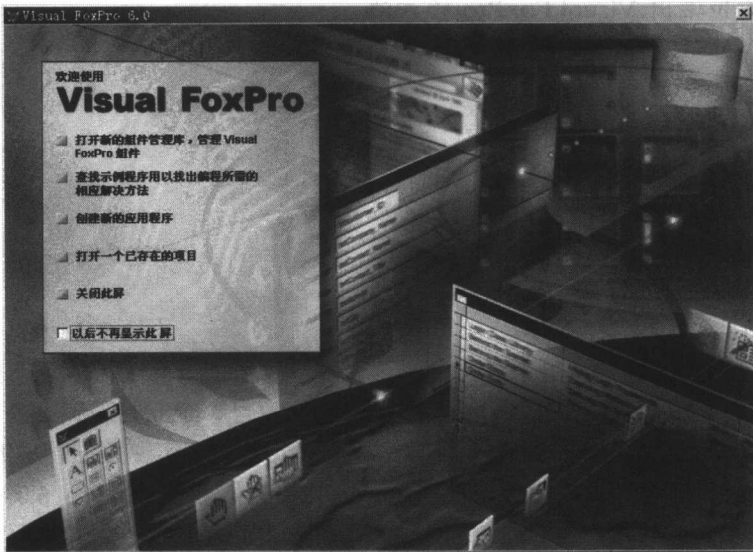 Visual FoxPro 6.0
欢迎使用
Visual FoxPro
打开新的组件管理库，管理 Visual
FoxPro 组件
查找示例程序用以找出编程所需的
相应解决方法
创建新的应用程序
打开一个已存在的项目
关闭此屏
以后不再显示此屏